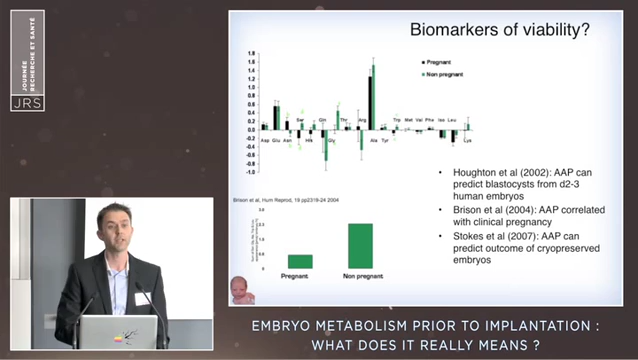 JOURNÉE
RECHERCHE ET SANTÉ
JRS
Biomarkers of viability?
Pregnant
Non pregnant
1.8
1.6
1.4
1.2
1.0
0.8
0.6
0.4
0.2
0.0
-0.2
-0.4
-0.6
-0.8
-1.0
Ser Gln Thr Arg Trp Met Val Phe Iso Leu
Asp Glu Asn His Gly Ala Tyr Lys
Brison et al, Hum Reprod, 19 pp2319-24 2004
Pregnant Non pregnant
• Houghton et al (2002): AAP can
predict blastocysts from d2-3
human embryos
• Brison et al (2004): AAP correlated
with clinical pregnancy
• Stokes et al (2007): AAP can
predict outcome of cryopreserved
embryos
EMBRYO METABOLISM PRIOR TO IMPLANTATION :
WHAT DOES IT REALLY MEANS ?